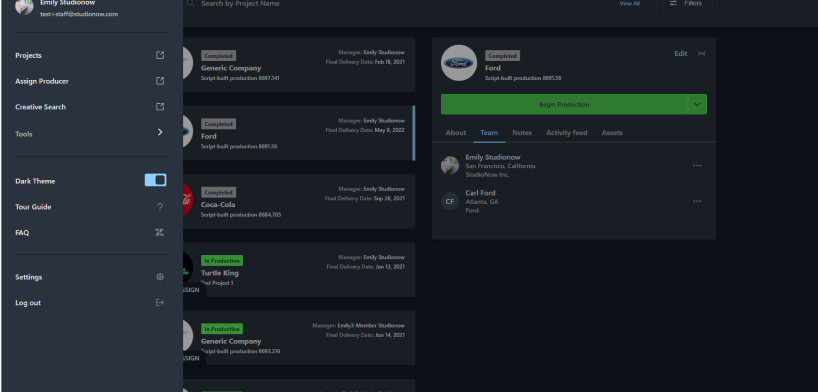 Emily Studionow
test+staff@studionow.com
Projects
Assign Producer
Creative Search
Tools
Dark Theme
Tour Guide
?
FAQ
Settings
Log out
Search by Project Name
View All
Filters
Completed
Generic Company
Script-built production 8697.141
Manager: Emily Studionow
Final Delivery Date: Feb 18, 2021
Completed
Ford
Script-built production 8691.56
Manager: Emily Studionow
Final Delivery Date: May 8, 2022
Completed
Coca-Cola
Script-built production 8684.705
Manager: Emily Studionow
Final Delivery Date: Sep 28, 2021
In Production
Turtle King
Test Project 1
SSIGN
Manager: Emily Studionow
Final Delivery Date: Jan 13, 2021
In Production
Generic Company
Script-built production 8693.216
SSIGN
Manager: Emily3-Member Studionow
Final Delivery Date: Jun 14, 2021
Ford
Completed
Ford
Script-built production 8691.56
Edit
Begin Production
About
Team
Notes
Activity feed
Assets
Emily Studionow
San Francisco, California
StudioNow Inc.
CF
Carl Ford
Atlanta, GA
Ford